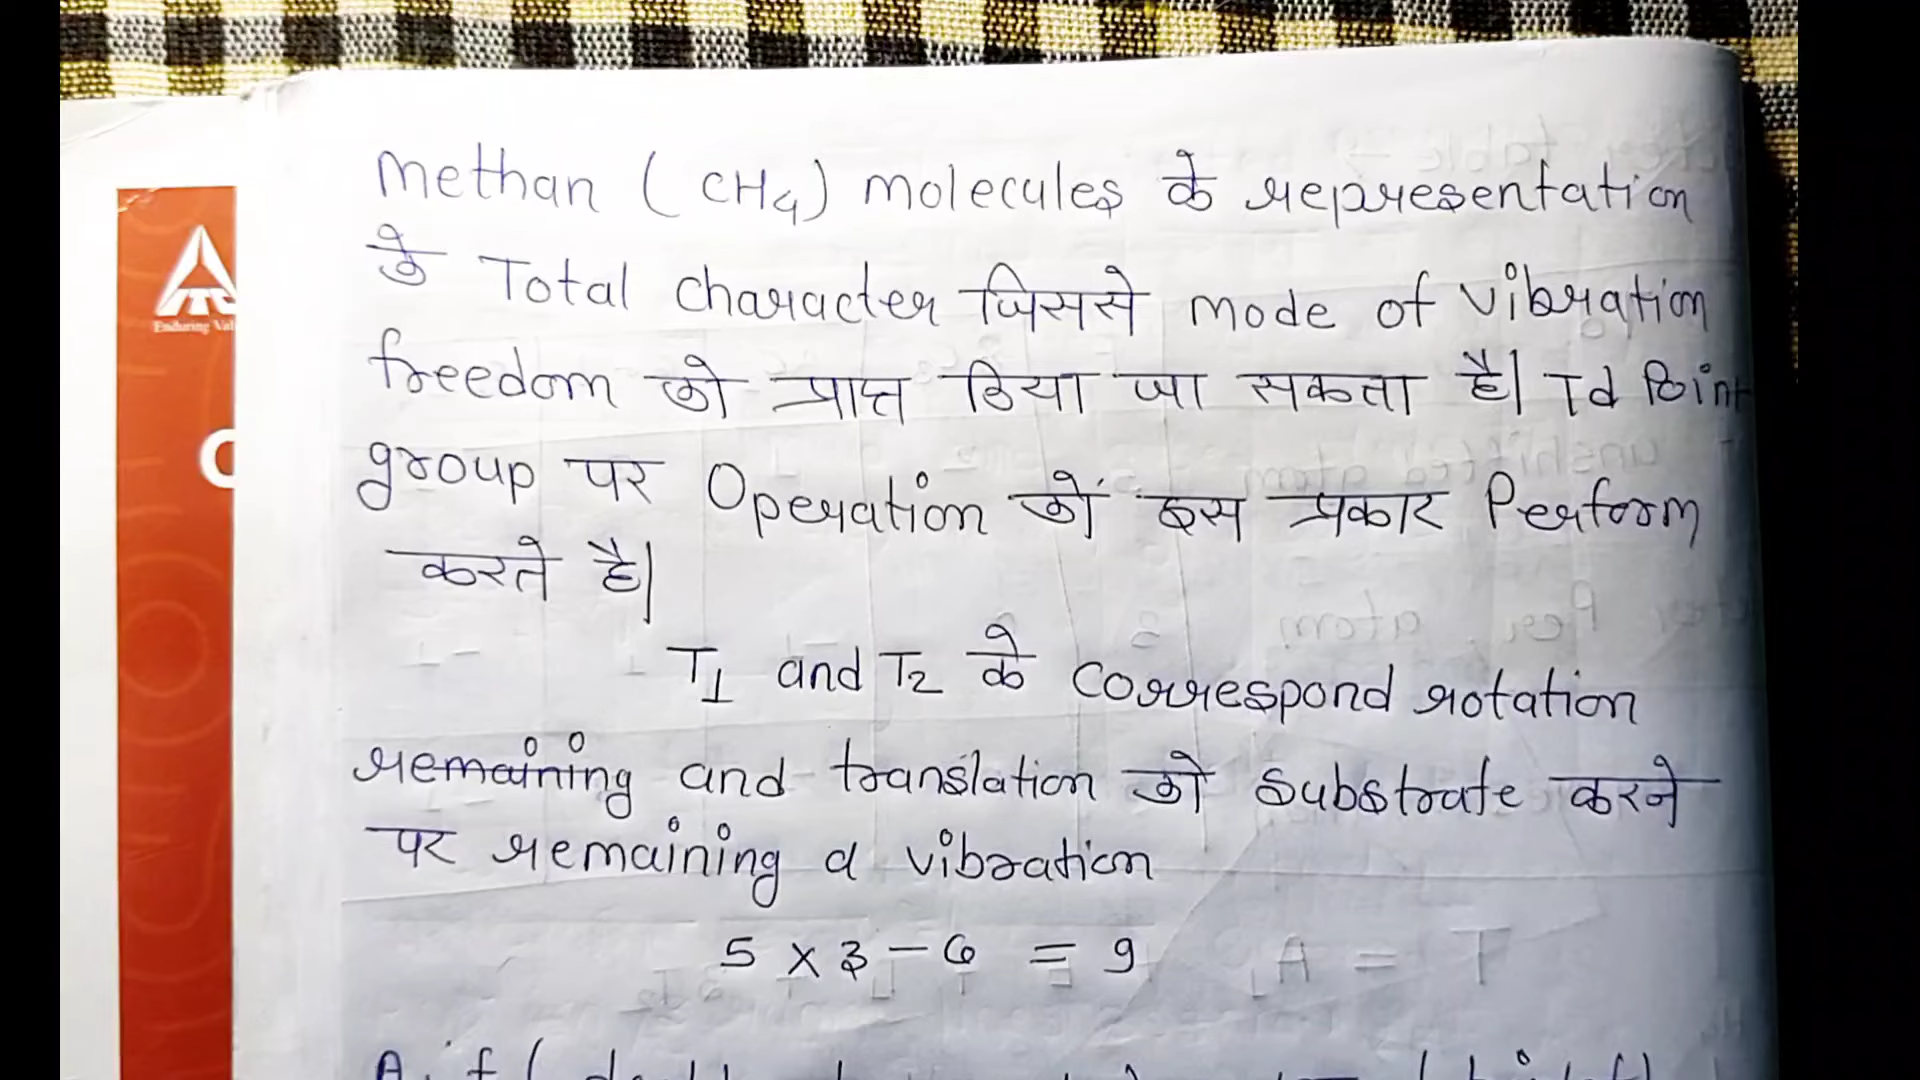 Methan ( CH4) molecules के representation
के Total character जिससे mode of vibration
freedom को प्राप्त किया जा सकता है। Td Point
group पर Operation कों इस प्रकार Perform
करते है।
T1 and T2 के Correspond rotation
remaining and translation को substrate करने
पर remaining a vibration
5 × 3 – 6 = 9
Enduring Val